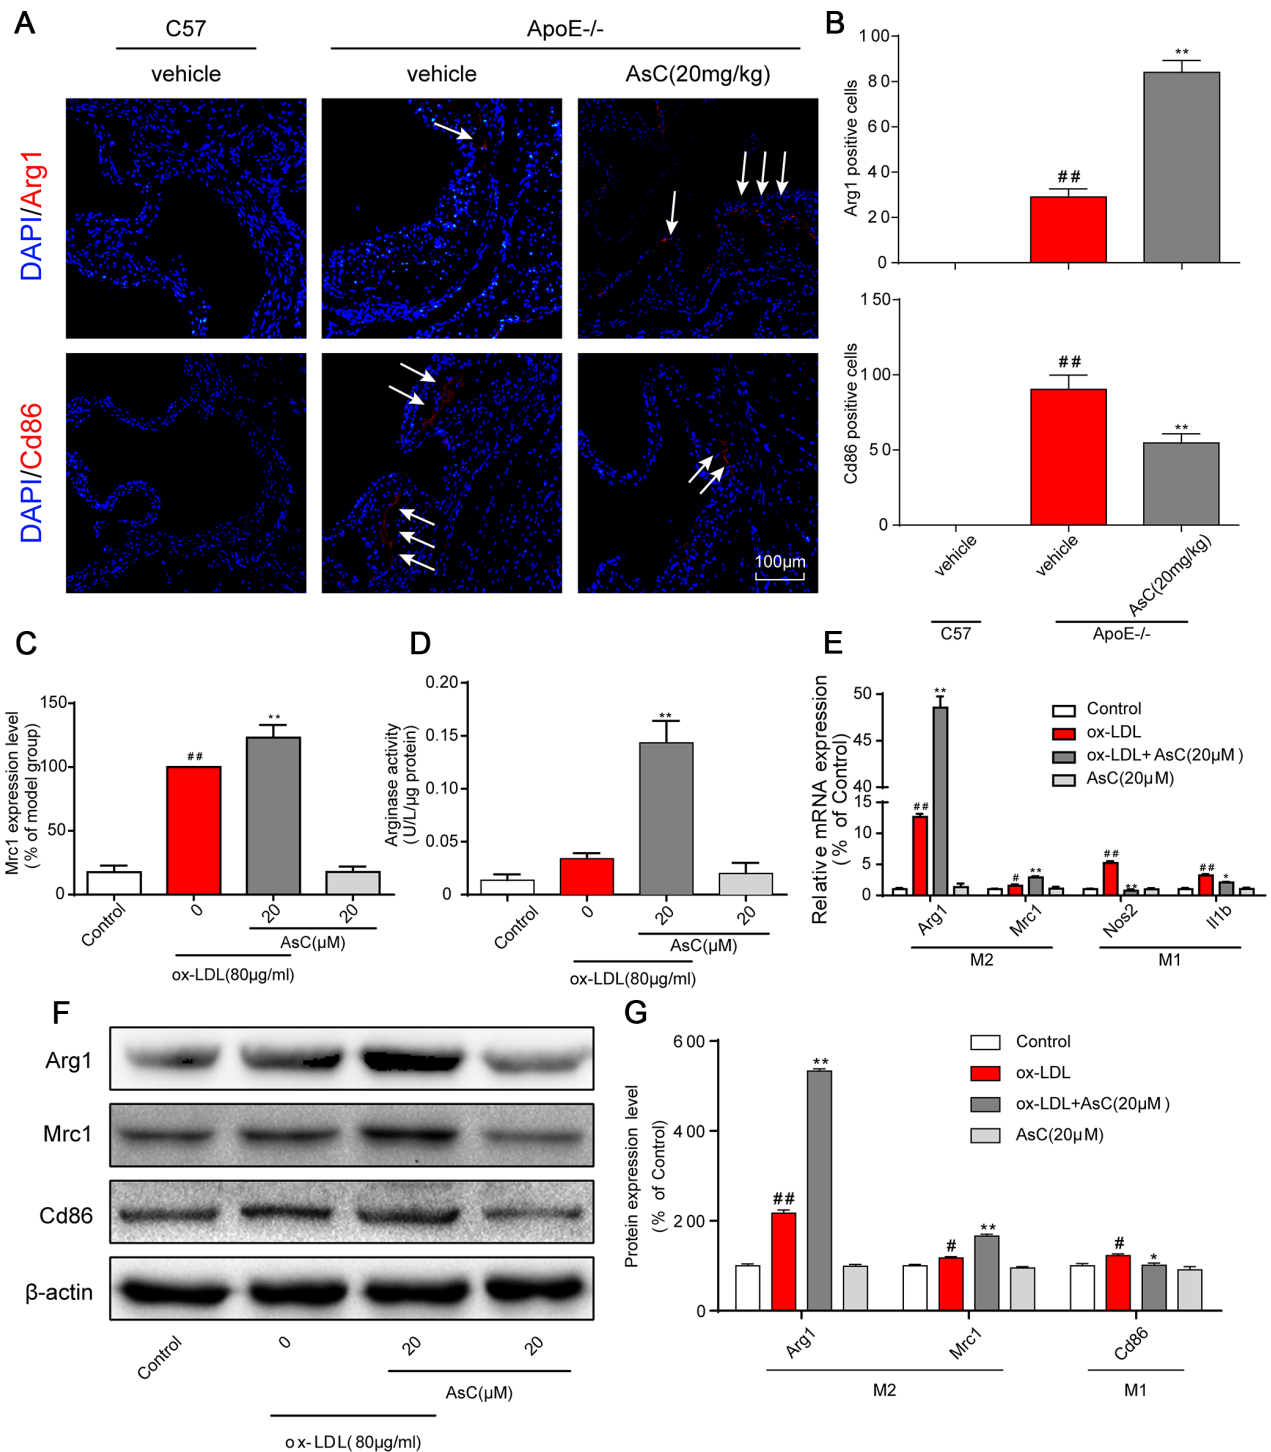 A
C57
ApoE-/-
vehicle
vehicle
AsC(20mg/kg)
DAPI/Arg1
DAPI/Cd86
100μm
B
Arg1 positive cells
100
80
60
40
20
0
##
**
Cd86 positive cells
150
100
50
0
##
**
vehicle
vehicle
AsC(20mg/kg)
C57
ApoE-/-
C
Mrc1 expression level
(% of model group)
150
100
50
0
##
**
Control
0
20
20
AsC(μM)
ox-LDL(80μg/ml)
D
Arginase activity
(U/L/μg protein)
0.20
0.15
0.10
0.05
0
**
Control
0
20
20
AsC(μM)
ox-LDL(80μg/ml)
E
Relative mRNA expression
(% of Control)
50
45
40
15
10
5
0
Control
ox-LDL
ox-LDL+AsC(20μM)
AsC(20μM)
##
**
#
**
##
**
##
*
Arg1
Mrc1
Nos2
Il1b
M2
M1
F
Arg1
Mrc1
Cd86
β-actin
Control
0
20
20
AsC(μM)
ox-LDL(80μg/ml)
G
Protein expression level
(% of Control)
600
400
200
0
Control
ox-LDL
ox-LDL+AsC(20μM)
AsC(20μM)
##
**
#
**
#
*
Arg1
Mrc1
Cd86
M2
M1